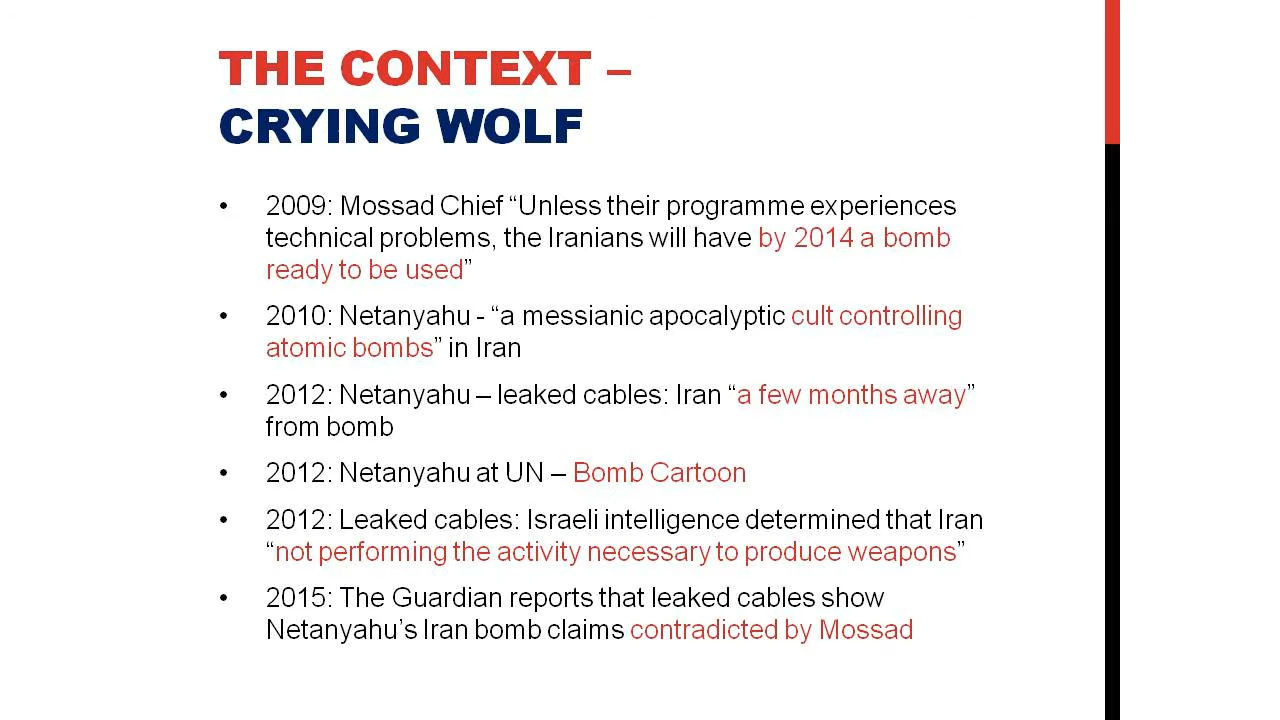 THE CONTEXT –
CRYING WOLF
• 2009: Mossad Chief “Unless their programme experiences
technical problems, the Iranians will have by 2014 a bomb
ready to be used”
• 2010: Netanyahu - “a messianic apocalyptic cult controlling
atomic bombs” in Iran
• 2012: Netanyahu – leaked cables: Iran “a few months away”
from bomb
• 2012: Netanyahu at UN – Bomb Cartoon
• 2012: Leaked cables: Israeli intelligence determined that Iran
“not performing the activity necessary to produce weapons”
• 2015: The Guardian reports that leaked cables show
Netanyahu’s Iran bomb claims contradicted by Mossad